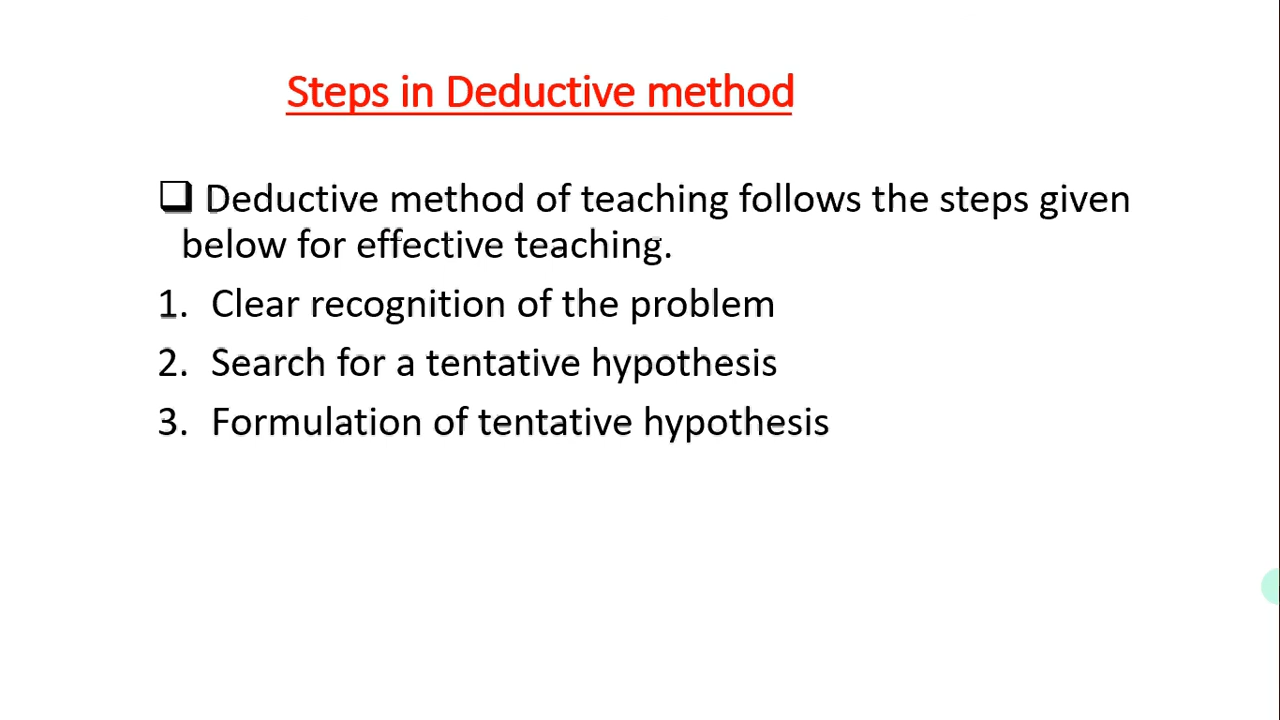 Steps in Deductive method
❑ Deductive method of teaching follows the steps given
below for effective teaching.
1. Clear recognition of the problem
2. Search for a tentative hypothesis
3. Formulation of tentative hypothesis